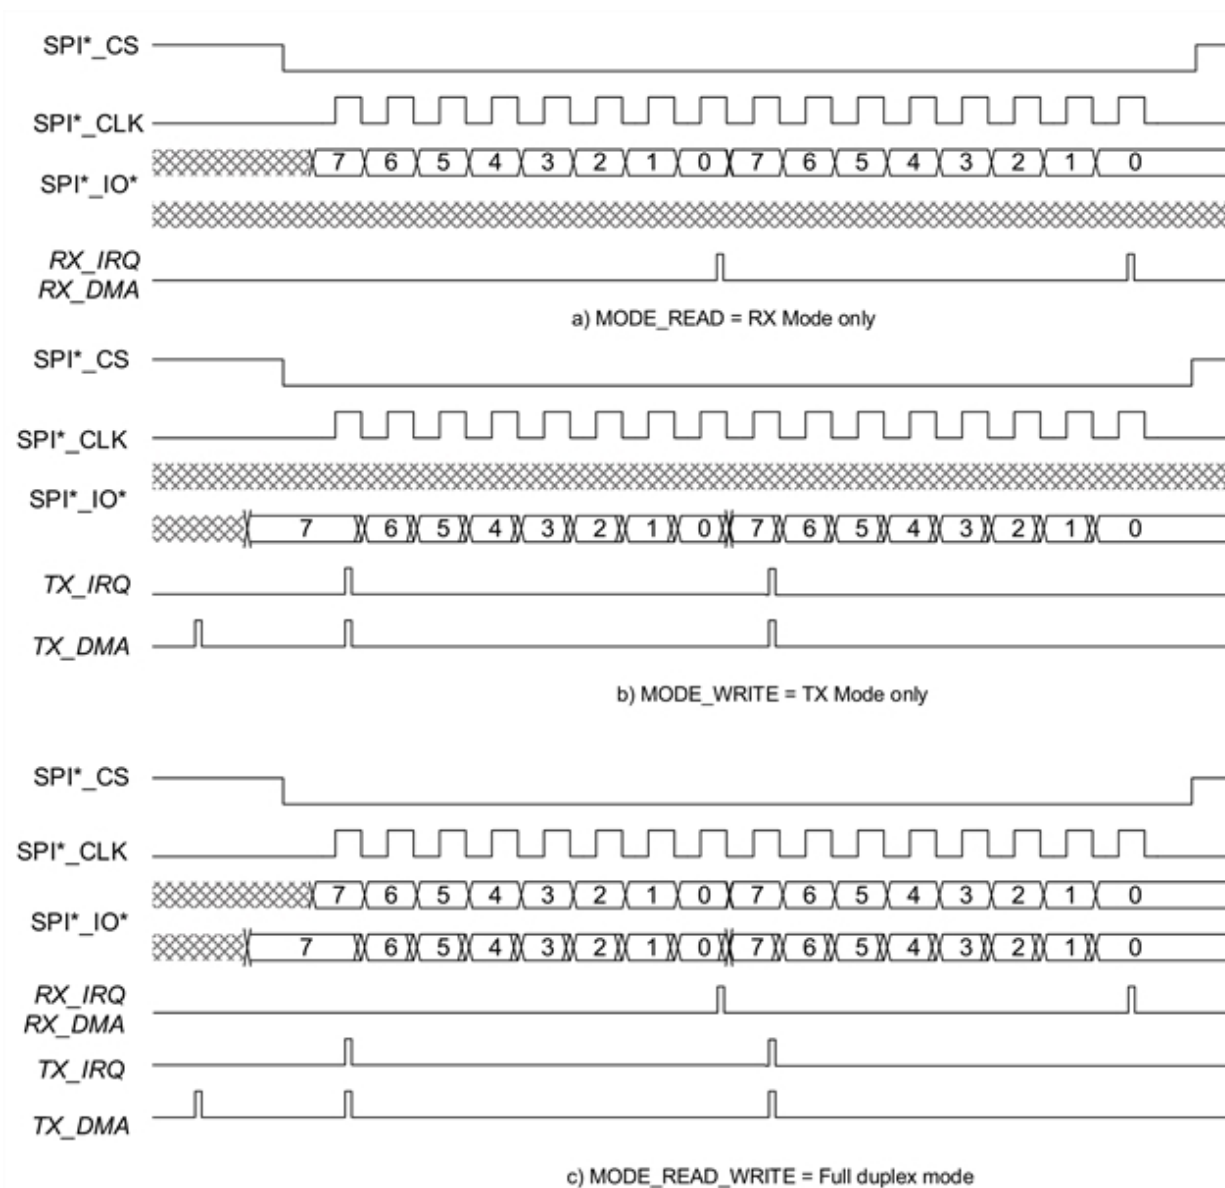 SPI*_CS
SPI*_CLK
7 6 5 4 3 2 1 0 7 6 5 4 3 2 1 0
SPI*_IO*
RX_IRQ
RX_DMA
a) MODE_READ = RX Mode only
SPI*_CS
SPI*_CLK
SPI*_IO*
7 6 5 4 3 2 1 0 7 6 5 4 3 2 1 0
TX_IRQ
TX_DMA
b) MODE_WRITE = TX Mode only
SPI*_CS
SPI*_CLK
7 6 5 4 3 2 1 0 7 6 5 4 3 2 1 0
SPI*_IO*
7 6 5 4 3 2 1 0 7 6 5 4 3 2 1 0
RX_IRQ
RX_DMA
TX_IRQ
TX_DMA
c) MODE_READ_WRITE = Full duplex mode